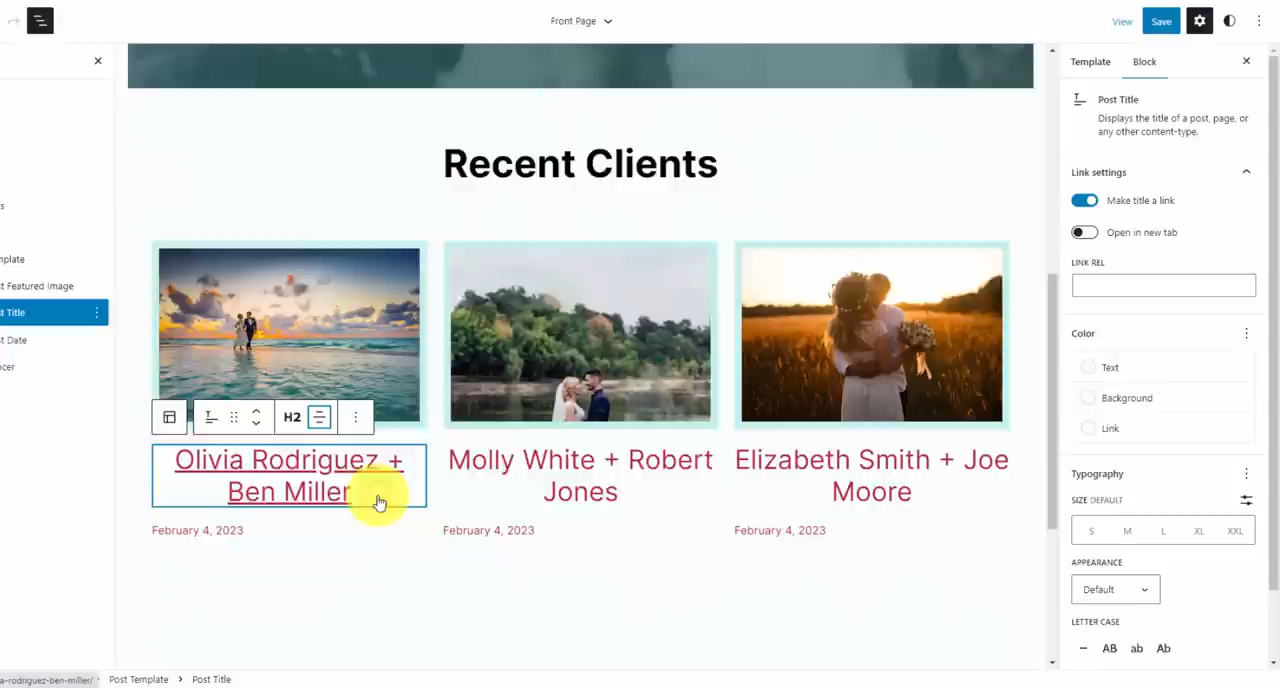 Front Page
View
Save
Recent Clients
s
mplate
t Featured Image
t Title
t Date
cer
H2
Olivia Rodriguez +
Ben Miller
February 4, 2023
Molly White + Robert
Jones
February 4, 2023
Elizabeth Smith + Joe
Moore
February 4, 2023
Template
Block
Post Title
Displays the title of a post, page, or
any other content-type.
Link settings
Make title a link
Open in new tab
LINK REL
Color
Text
Background
Link
Typography
SIZE DEFAULT
S M L XL XXL
APPEARANCE
Default
LETTER CASE
– AB ab Ab
a-rodriguez-ben-miller/
Post Template > Post Title